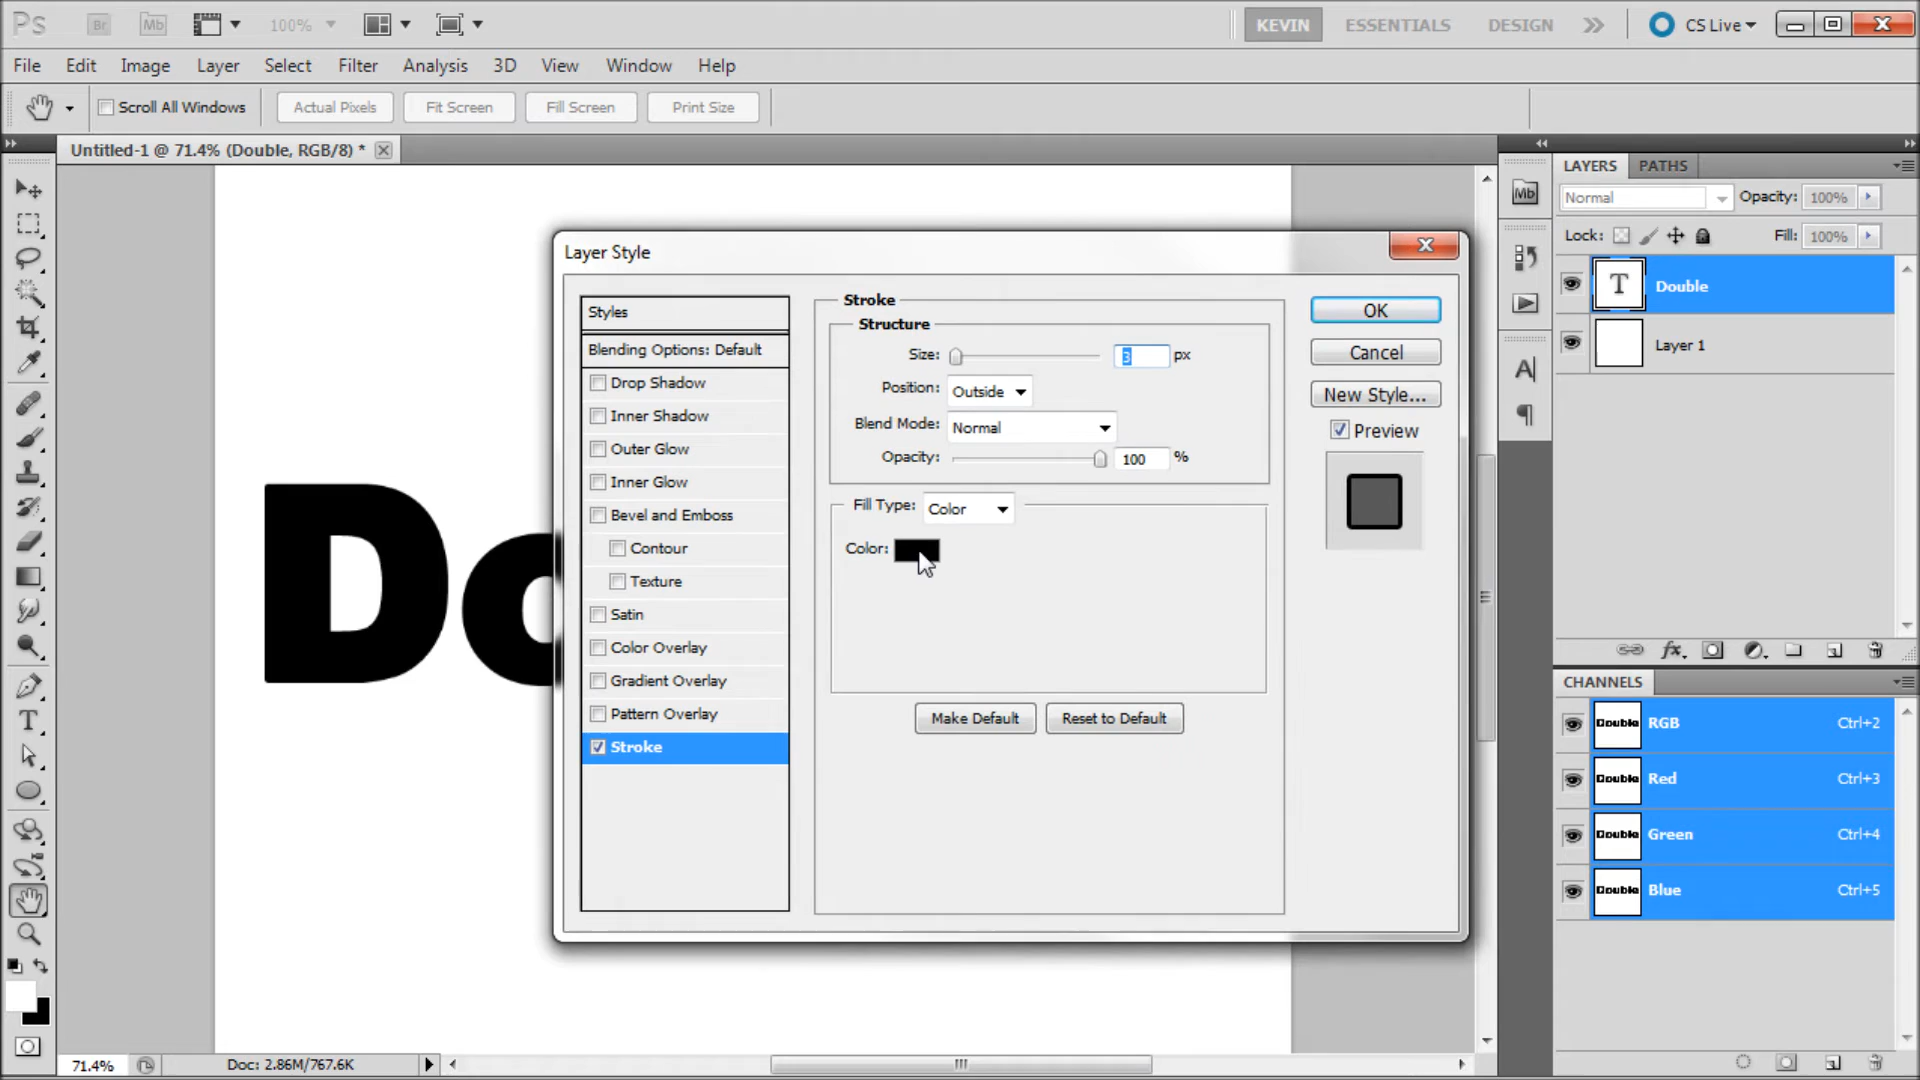 Ps Br Mb 100% KEVIN ESSENTIALS DESIGN CS Live
File Edit Image Layer Select Filter Analysis 3D View Window Help
Scroll All Windows Actual Pixels Fit Screen Fill Screen Print Size
Untitled-1 @ 71.4% (Double, RGB/8) *
Do
Layer Style
Styles
Blending Options: Default
Drop Shadow
Inner Shadow
Outer Glow
Inner Glow
Bevel and Emboss
Contour
Texture
Satin
Color Overlay
Gradient Overlay
Pattern Overlay
Stroke
Stroke
Structure
Size: 3 px
Position: Outside
Blend Mode: Normal
Opacity: 100 %
Fill Type: Color
Color:
Make Default Reset to Default
OK
Cancel
New Style...
Preview
Mb
LAYERS PATHS
Normal Opacity: 100%
Lock: Fill: 100%
T Double
Layer 1
CHANNELS
Double RGB Ctrl+2
Double Red Ctrl+3
Double Green Ctrl+4
Double Blue Ctrl+5
71.4% Doc: 2.86M/767.6K